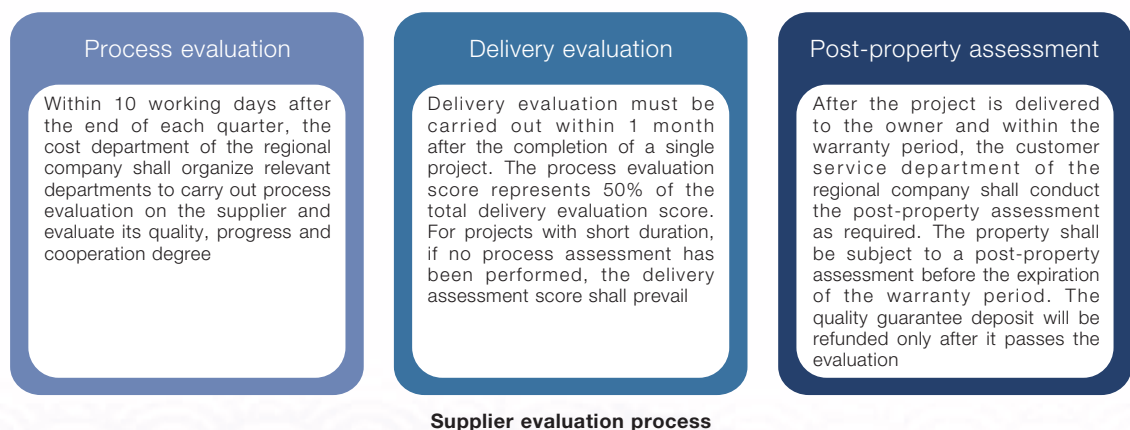 Process evaluation
Within 10 working days after
the end of each quarter, the
cost department of the regional
company shall organize relevant
departments to carry out process
evaluation on the supplier and
evaluate its quality, progress and
cooperation degree
Delivery evaluation
Delivery evaluation must be
carried out within 1 month
after the completion of a single
project. The process evaluation
score represents 50% of the
total delivery evaluation score.
For projects with short duration,
if no process assessment has
been performed, the delivery
assessment score shall prevail
Post-property assessment
After the project is delivered
to the owner and within the
warranty period, the customer
service department of the
regional company shall conduct
the post-property assessment
as required. The property shall
be subject to a post-property
assessment before the expiration
of the warranty period. The
quality guarantee deposit will be
refunded only after it passes the
evaluation
Supplier evaluation process